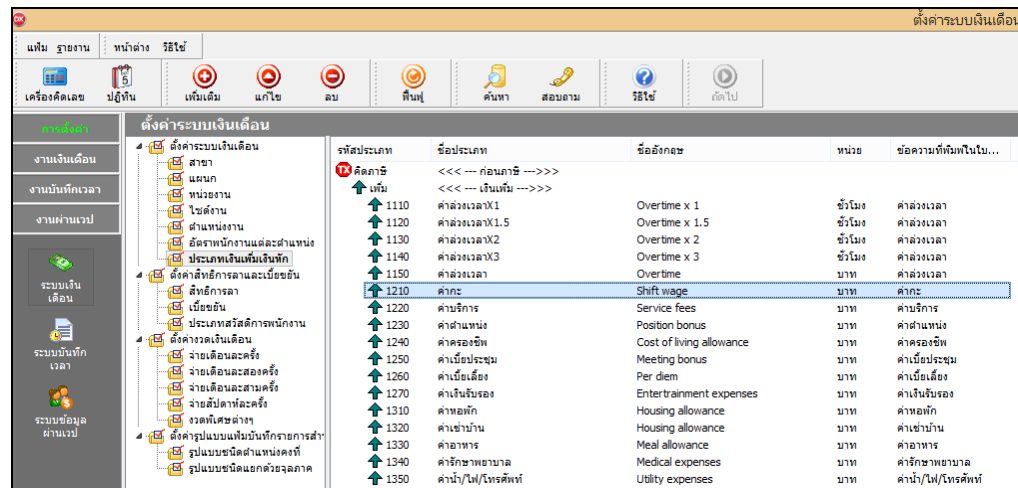 ตั้งค่าระบบเงินเดือน
แฟ้ม รายงาน หน้าต่าง วิธีใช้
เครื่องคิดเลข ปฏิทิน เพิ่มเติม แก้ไข ลบ ฟื้นฟู ค้นหา สอบถาม วิธีใช้ ถัดไป
การตั้งค่า
งานเงินเดือน
งานบันทึกเวลา
งานผ่านเวป
ระบบเงิน
เดือน
ระบบบันทึก
เวลา
ระบบข้อมูล
ผ่านเวป
ตั้งค่าระบบเงินเดือน
ตั้งค่าระบบเงินเดือน
สาขา
แผนก
หน่วยงาน
ไซต์งาน
ตำแหน่งงาน
อัตราพนักงานแต่ละตำแหน่ง
ประเภทเงินเพิ่มเงินหัก
ตั้งค่าสิทธิการลาและเบี้ยขยัน
สิทธิการลา
เบี้ยขยัน
ประเภทสวัสดิการพนักงาน
ตั้งค่างวดเงินเดือน
จ่ายเดือนละครั้ง
จ่ายเดือนละสองครั้ง
จ่ายเดือนละสามครั้ง
จ่ายสัปดาห์ละครั้ง
งวดพิเศษต่างๆ
ตั้งค่ารูปแบบแฟ้มบันทึกรายการสำ
รูปแบบชนิดตำแหน่งคงที่
รูปแบบชนิดแยกด้วยจุลภาค
รหัสประเภท ชื่อประเภท ชื่ออังกฤษ หน่วย ข้อความที่พิมพ์ในใบ...
TX คิดภาษี <<< --- ก่อนภาษี --->>>
เพิ่ม <<< --- เงินเพิ่ม --->>>
1110 ค่าล่วงเวลาX1 Overtime x 1 ชั่วโมง ค่าล่วงเวลา
1120 ค่าล่วงเวลาX1.5 Overtime x 1.5 ชั่วโมง ค่าล่วงเวลา
1130 ค่าล่วงเวลาX2 Overtime x 2 ชั่วโมง ค่าล่วงเวลา
1140 ค่าล่วงเวลาX3 Overtime x 3 ชั่วโมง ค่าล่วงเวลา
1150 ค่าล่วงเวลา Overtime บาท ค่าล่วงเวลา
1210 ค่ากะ Shift wage บาท ค่ากะ
1220 ค่าบริการ Service fees บาท ค่าบริการ
1230 ค่าตำแหน่ง Position bonus บาท ค่าตำแหน่ง
1240 ค่าครองชีพ Cost of living allowance บาท ค่าครองชีพ
1250 ค่าเบี้ยประชุม Meeting bonus บาท ค่าเบี้ยประชุม
1260 ค่าเบี้ยเลี้ยง Per diem บาท ค่าเบี้ยเลี้ยง
1270 ค่าเงินรับรอง Entertrainment expenses บาท ค่าเงินรับรอง
1310 ค่าหอพัก Housing allowance บาท ค่าหอพัก
1320 ค่าเช่าบ้าน Housing allowance บาท ค่าเช่าบ้าน
1330 ค่าอาหาร Meal allowance บาท ค่าอาหาร
1340 ค่ารักษาพยาบาล Medical expenses บาท ค่ารักษาพยาบาล
1350 ค่าน้ำ/ไฟ/โทรศัพท์ Utility expenses บาท ค่าน้ำ/ไฟ/โทรศัพท์